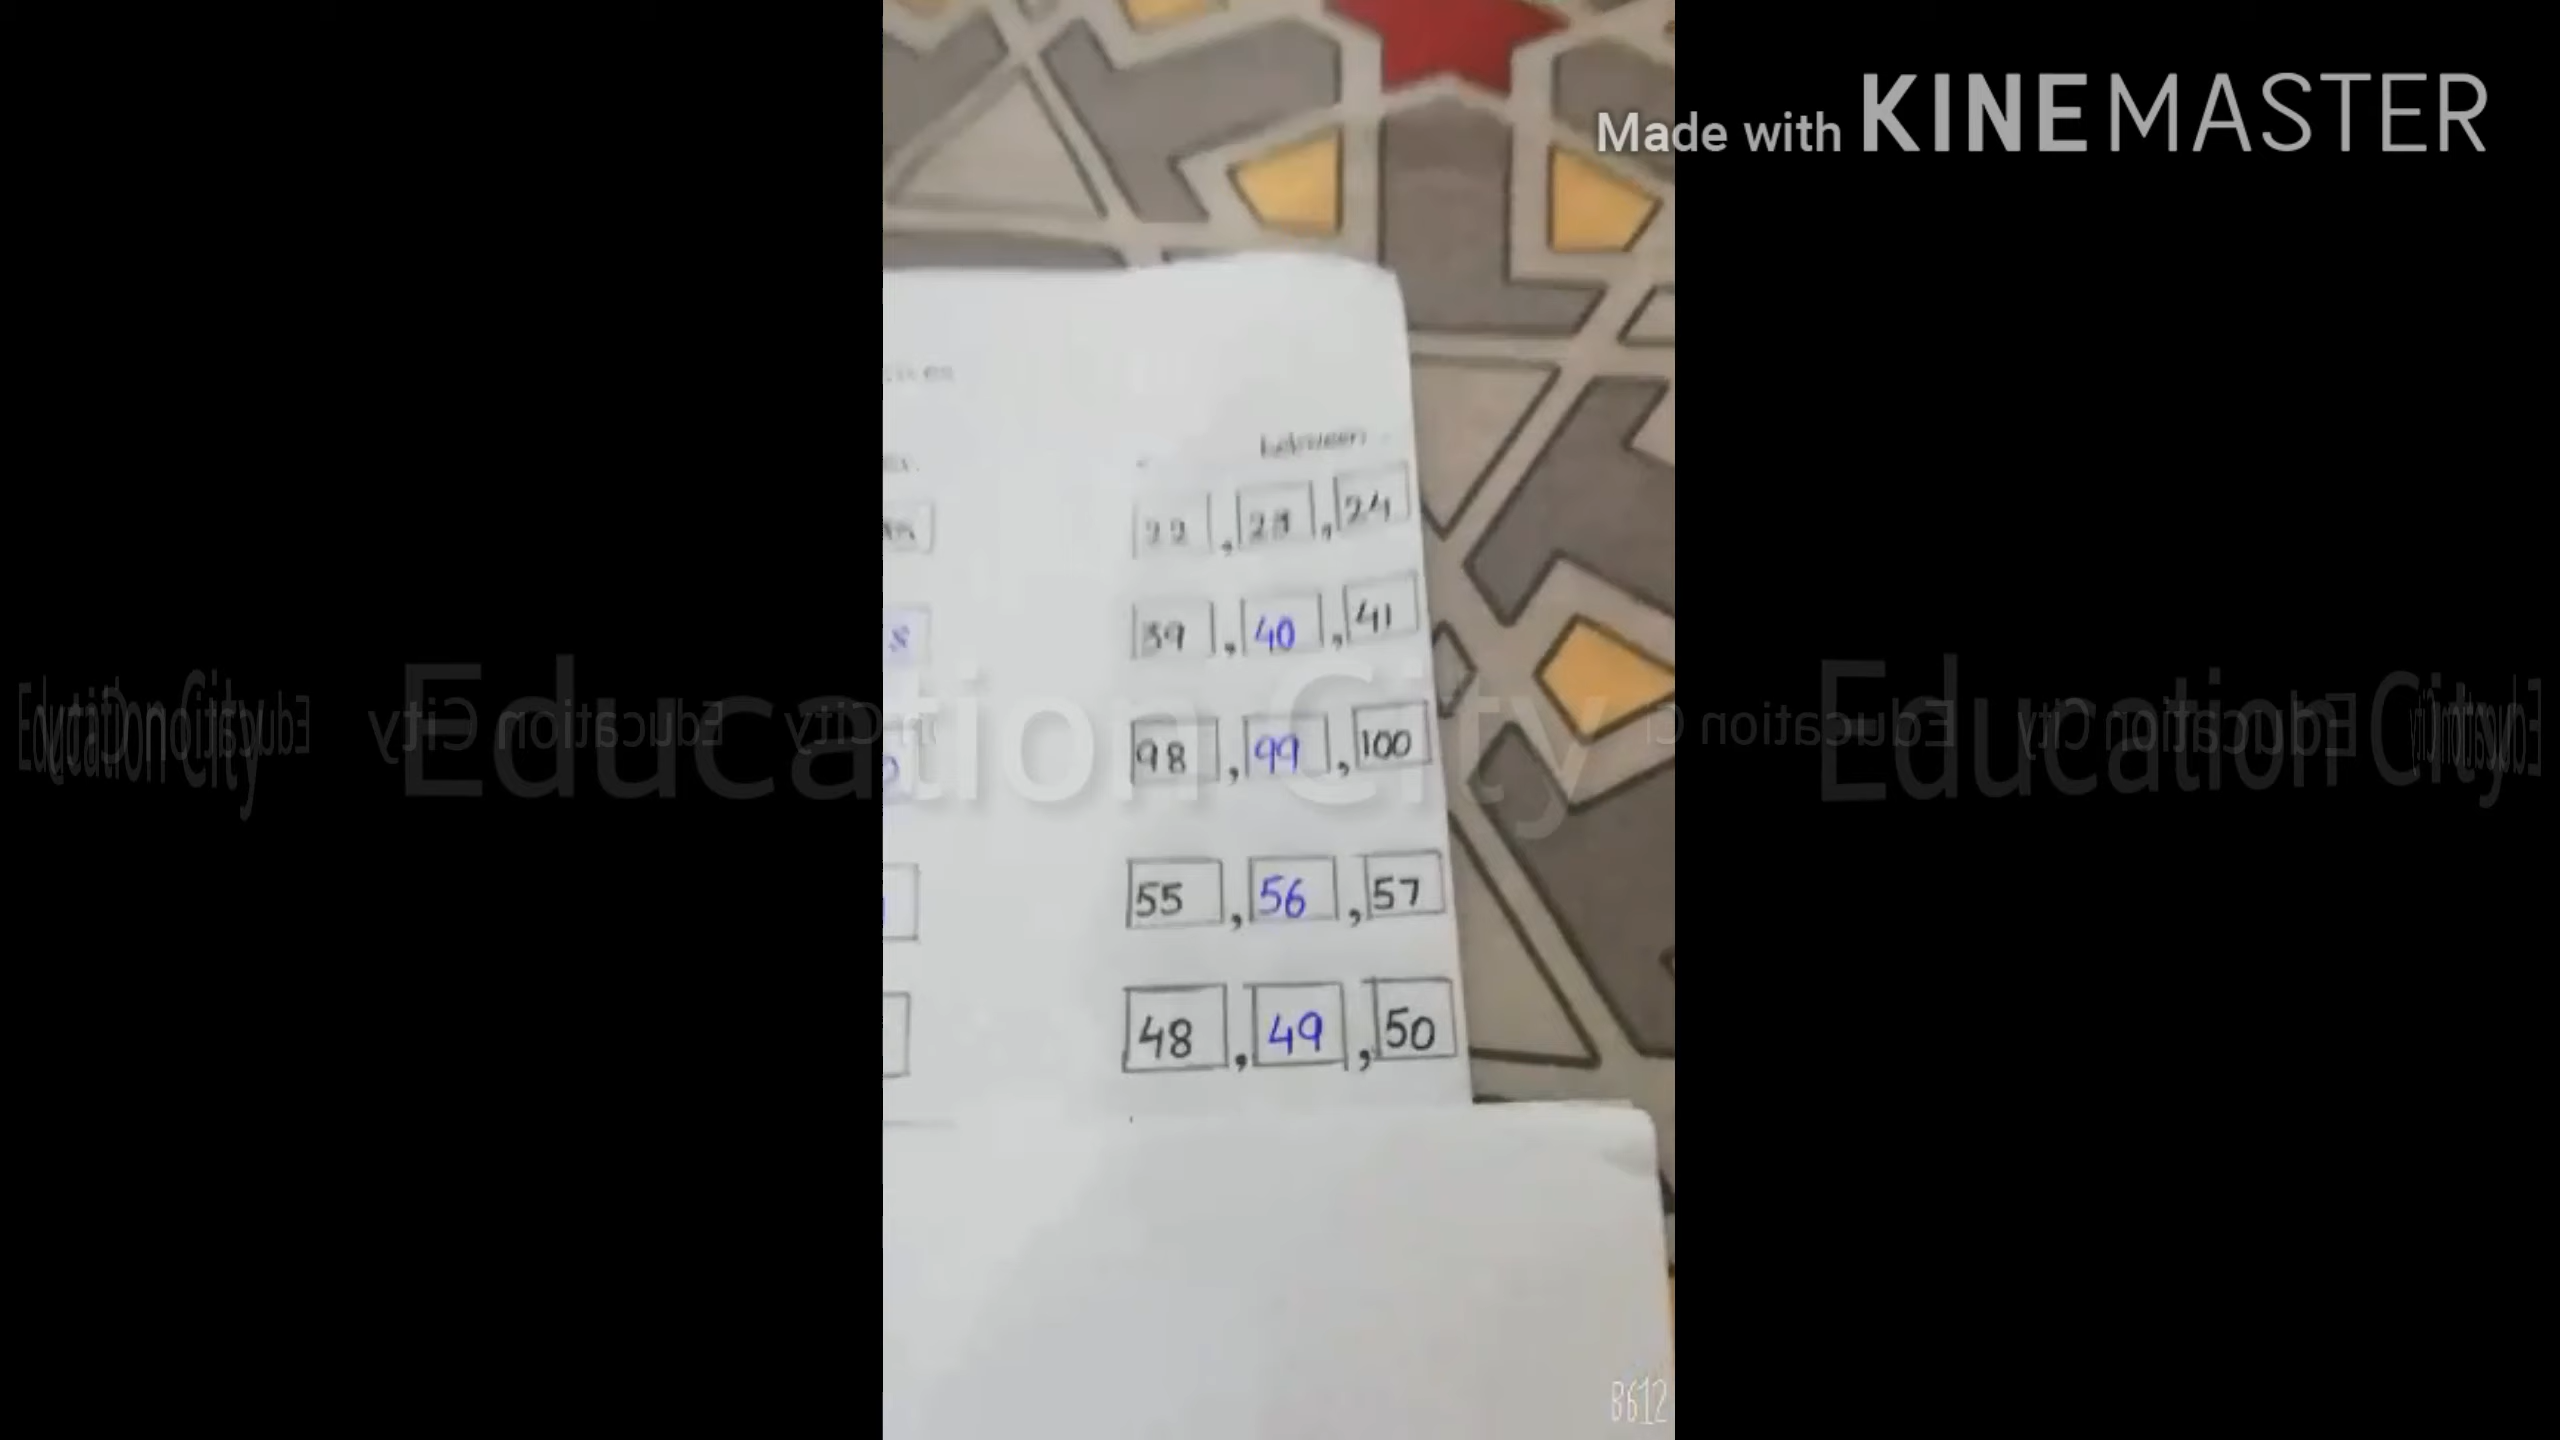 Made with KINEMASTER
between
22 , 23 , 24
39 , 40 , 41
Education City
98 , 99 , 100
55 , 56 , 57
48 , 49 , 50
B612